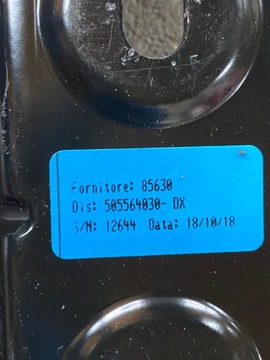 Fornitore: 85630
Dis: 505564030- DX
S/N: 12644 Data: 18/10/18